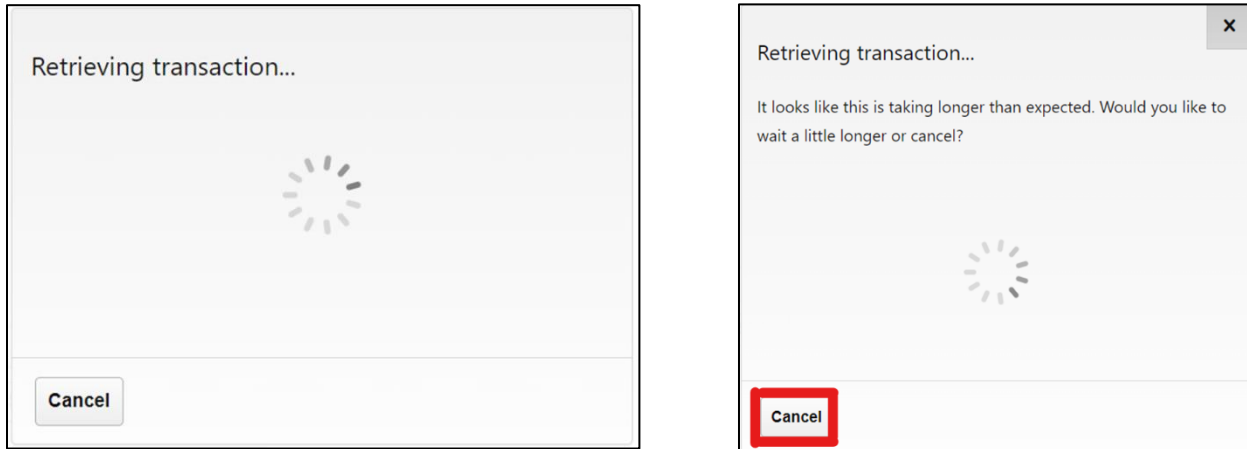 Retrieving transaction...
Cancel
x
Retrieving transaction...
It looks like this is taking longer than expected. Would you like to
wait a little longer or cancel?
Cancel